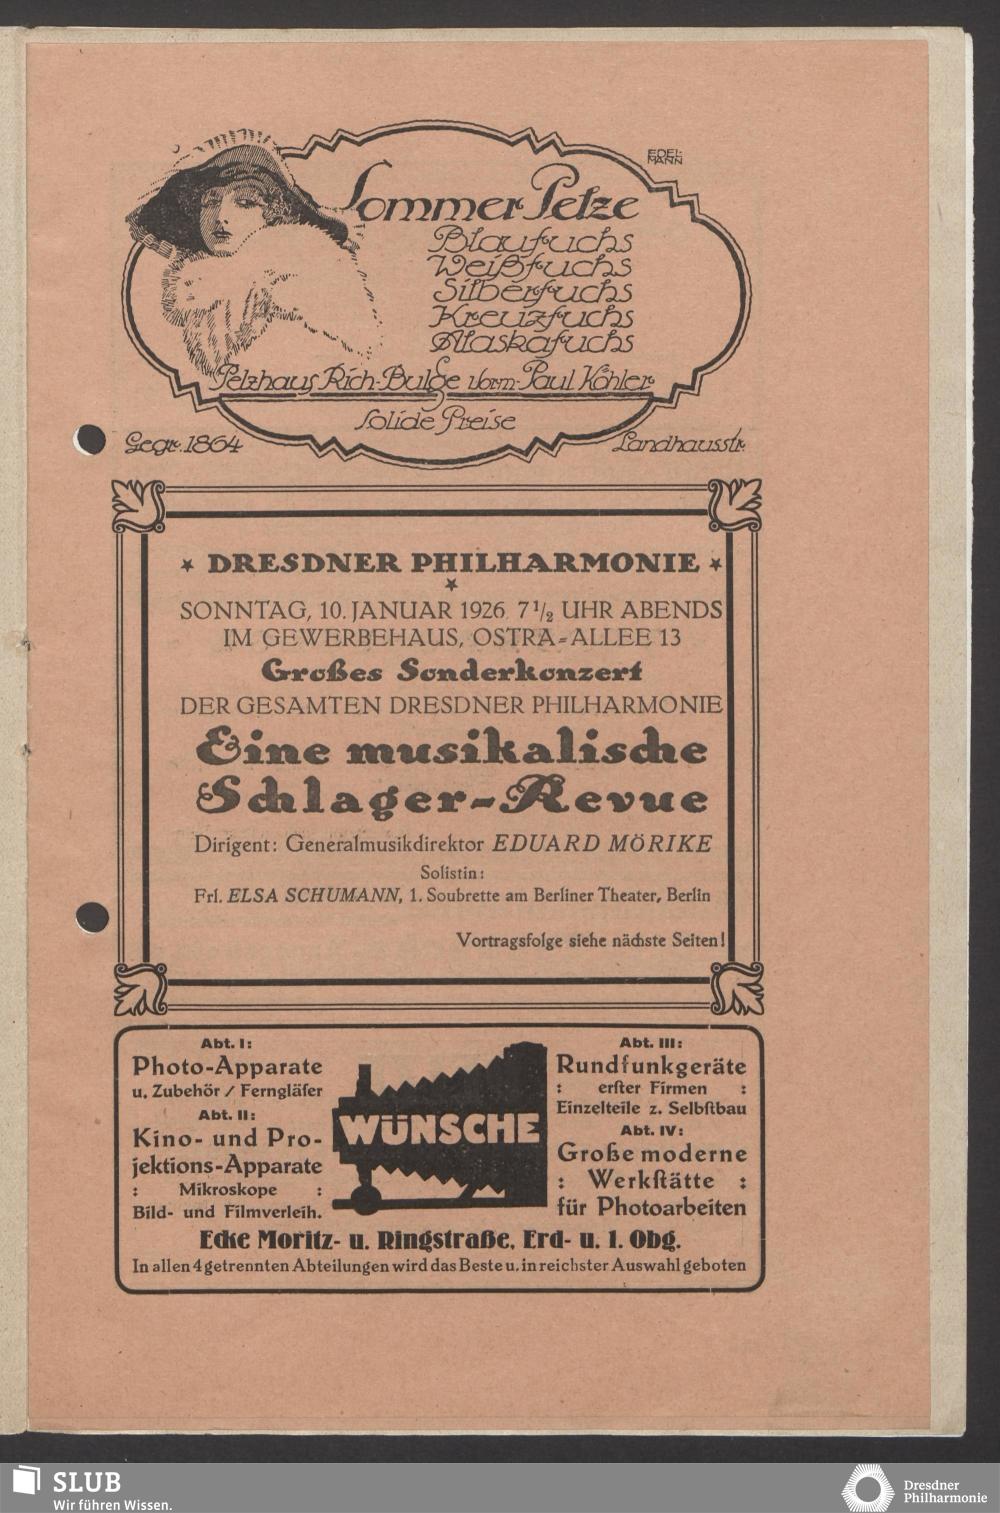 EDEL-
MANN
Sommer Pelze
Blaufuchs
Weißfuchs
Silberfuchs
Kreuzfuchs
Alaskafuchs
Pelzhaus Rich. Bulge vorm. Paul Köhler
Solide Preise
Gegr. 1864
Landhausstr.
* DRESDNER PHILHARMONIE *
*
SONNTAG, 10. JANUAR 1926, 7 1/2 UHR ABENDS
IM GEWERBEHAUS, OSTRA-ALLEE 13
Großes Sonderkonzert
DER GESAMTEN DRESDNER PHILHARMONIE
Eine musikalische
Schlager-Revue
Dirigent: Generalmusikdirektor EDUARD MÖRIKE
Solistin:
Frl. ELSA SCHUMANN, 1. Soubrette am Berliner Theater, Berlin
Vortragsfolge siehe nächste Seiten!
Abt. I:
Photo-Apparate
u. Zubehör / Ferngläser
Abt. II:
Kino- und Pro-
jektions-Apparate
: Mikroskope :
Bild- und Filmverleih.
WÜNSCHE
Abt. III:
Rundfunkgeräte
: erster Firmen :
Einzelteile z. Selbstbau
Abt. IV:
Große moderne
: Werkstätte :
für Photoarbeiten
Ecke Moritz- u. Ringstraße, Erd- u. 1. Obg.
In allen 4 getrennten Abteilungen wird das Beste u. in reichster Auswahl geboten
SLUB
Wir führen Wissen.
Dresdner
Philharmonie